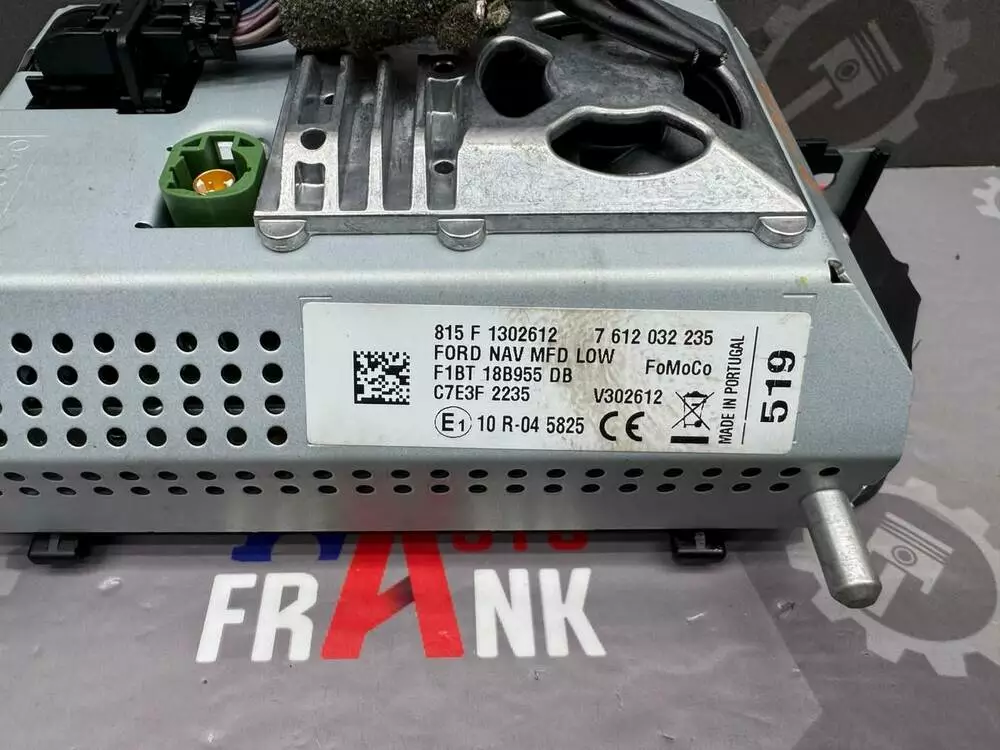 815 F 1302612 7 612 032 235
FORD NAV MFD LOW
F1BT 18B955 DB FoMoCo
C7E3F 2235 V302612
E1 10 R-04 5825 CE
MADE IN PORTUGAL
519
AUTO
FRANK